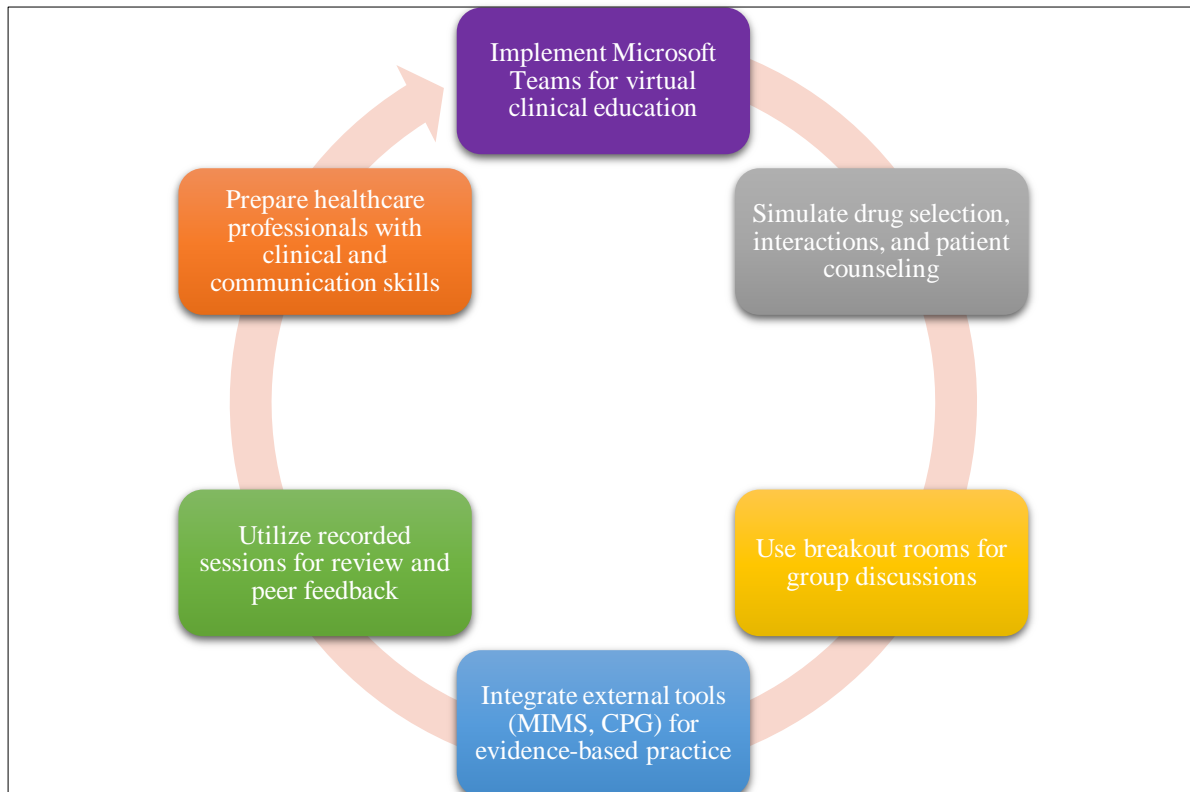 Implement Microsoft
Teams for virtual
clinical education
Simulate drug selection,
interactions, and patient
counseling
Use breakout rooms for
group discussions
Integrate external tools
(MIMS, CPG) for
evidence-based practice
Utilize recorded
sessions for review and
peer feedback
Prepare healthcare
professionals with
clinical and
communication skills